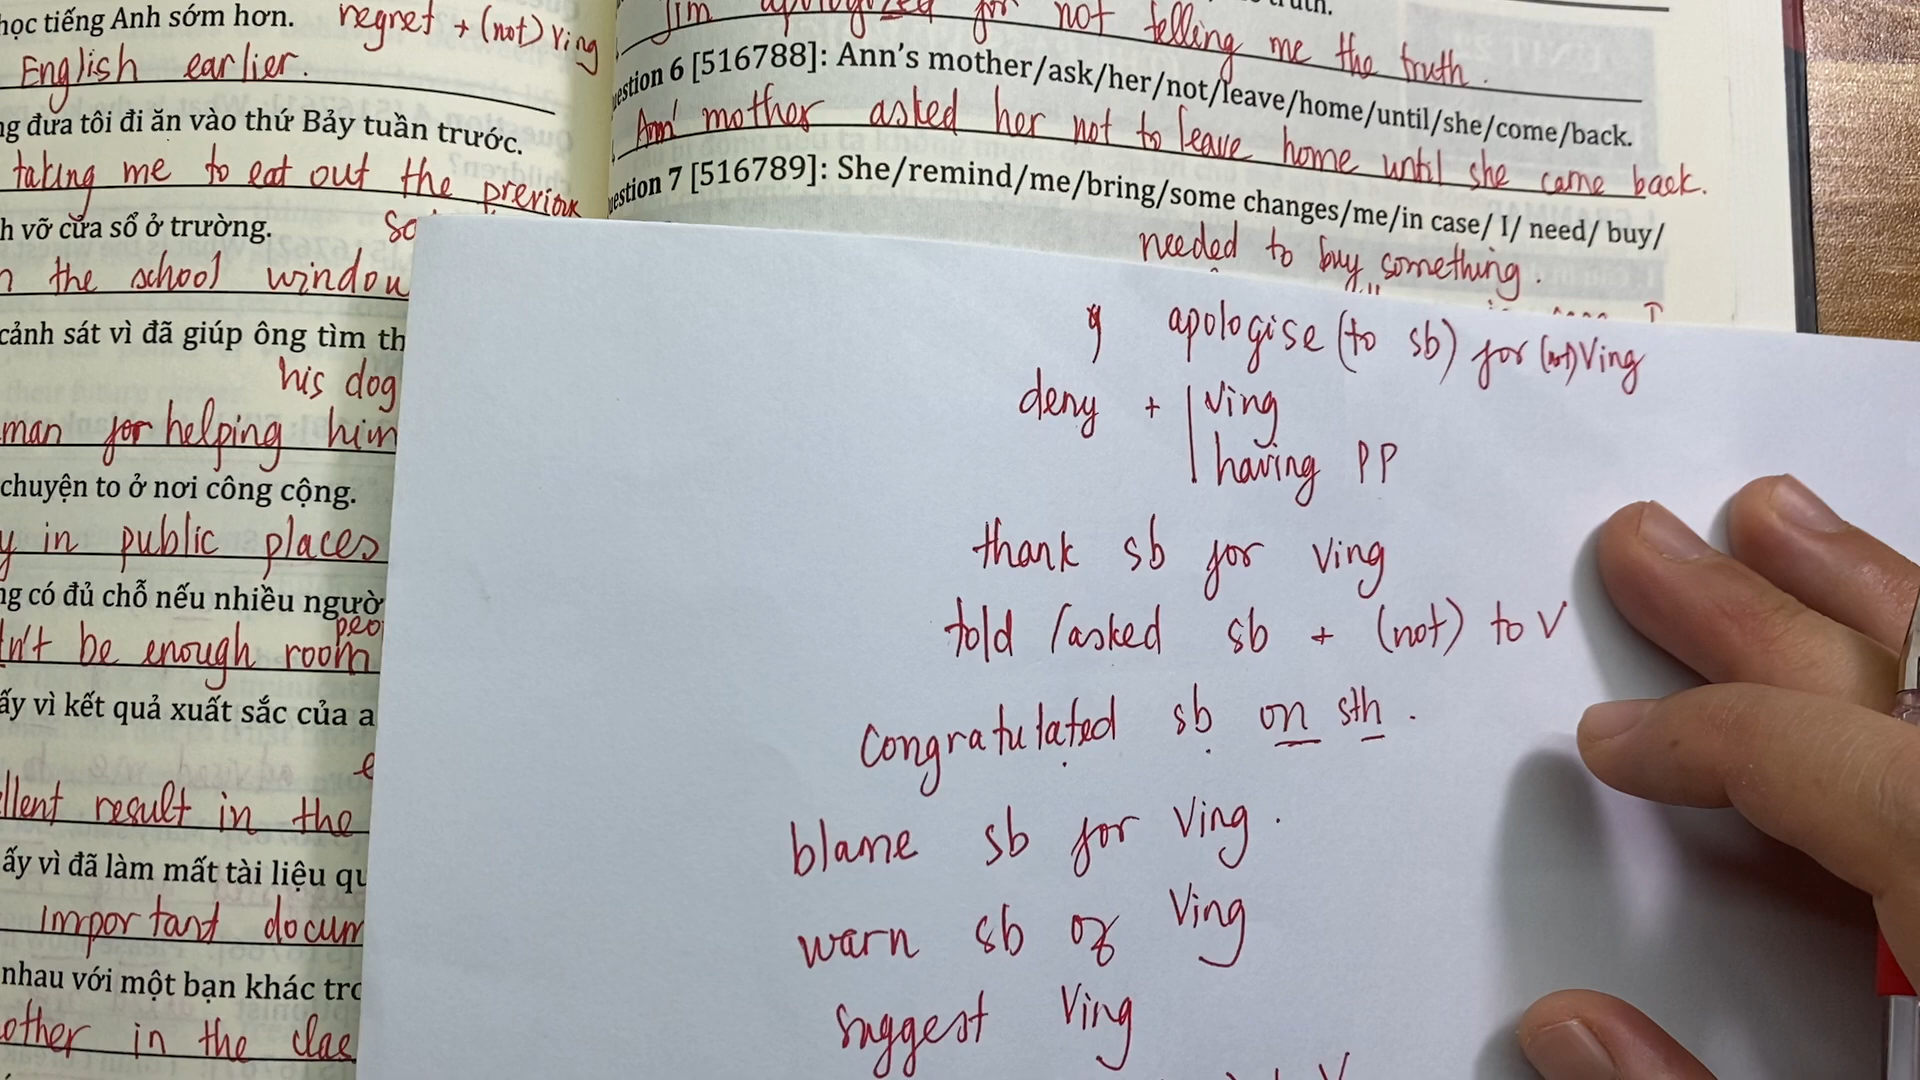 học tiếng Anh sớm hơn. regret + (not) Ving
English earlier.
đưa tôi đi ăn vào thứ Bảy tuần trước.
taking me to eat out the previous
vỡ cửa sổ ở trường.
the school window
cảnh sát vì đã giúp ông tìm
his dog
man for helping him
chuyện to ở nơi công cộng.
in public places
có đủ chỗ nếu nhiều người
peo
n't be enough room
ấy vì kết quả xuất sắc của a
llent result in the
ấy vì đã làm mất tài liệu qu
important docum
nhau với một bạn khác tro
other in the clas
Jim apologized for not telling me the truth.
uestion 6 [516788]: Ann's mother/ask/her/not/leave/home/until/she/come/back.
Ann' mother asked her not to leave home until she came back.
uestion 7 [516789]: She/remind/me/bring/some changes/me/in case/ I/ need/ buy/
needed to buy something.
apologise (to sb) for (not) Ving
deny + Ving
having PP
thank sb for Ving
told /asked sb + (not) to V
Congratulated sb on sth.
blame sb for Ving.
warn sb of Ving
suggest Ving